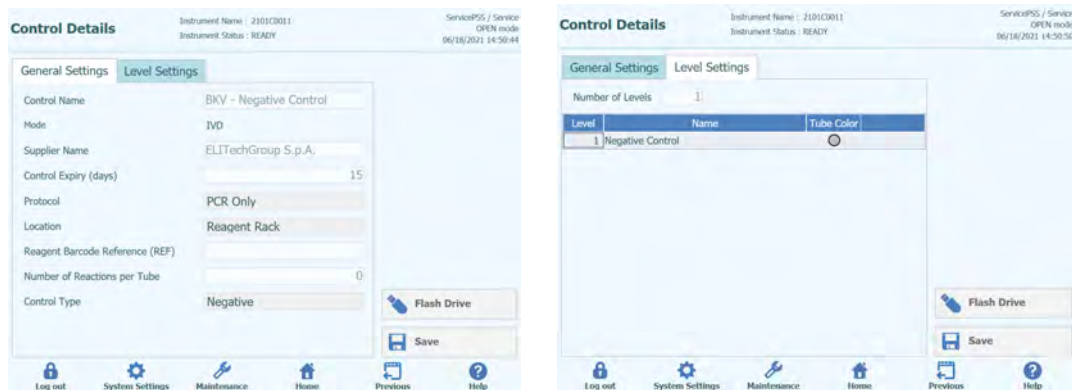 Control Details
Instrument Name : 2101C0011
Instrument Status : READY
ServicePSS / Service
OPEN mode
06/18/2021 14:50:44
General Settings
Level Settings
Control Name BKV - Negative Control
Mode IVD
Supplier Name ELITechGroup S.p.A.
Control Expiry (days) 15
Protocol PCR Only
Location Reagent Rack
Reagent Barcode Reference (REF)
Number of Reactions per Tube 0
Control Type Negative
Flash Drive
Save
Log out System Settings Maintenance Home Previous Help
Control Details
Instrument Name : 2101C0011
Instrument Status : READY
ServicePSS / Service
OPEN mode
06/18/2021 14:50:50
General Settings
Level Settings
Number of Levels 1
Level Name Tube Color
1 Negative Control
Flash Drive
Save
Log out System Settings Maintenance Home Previous Help